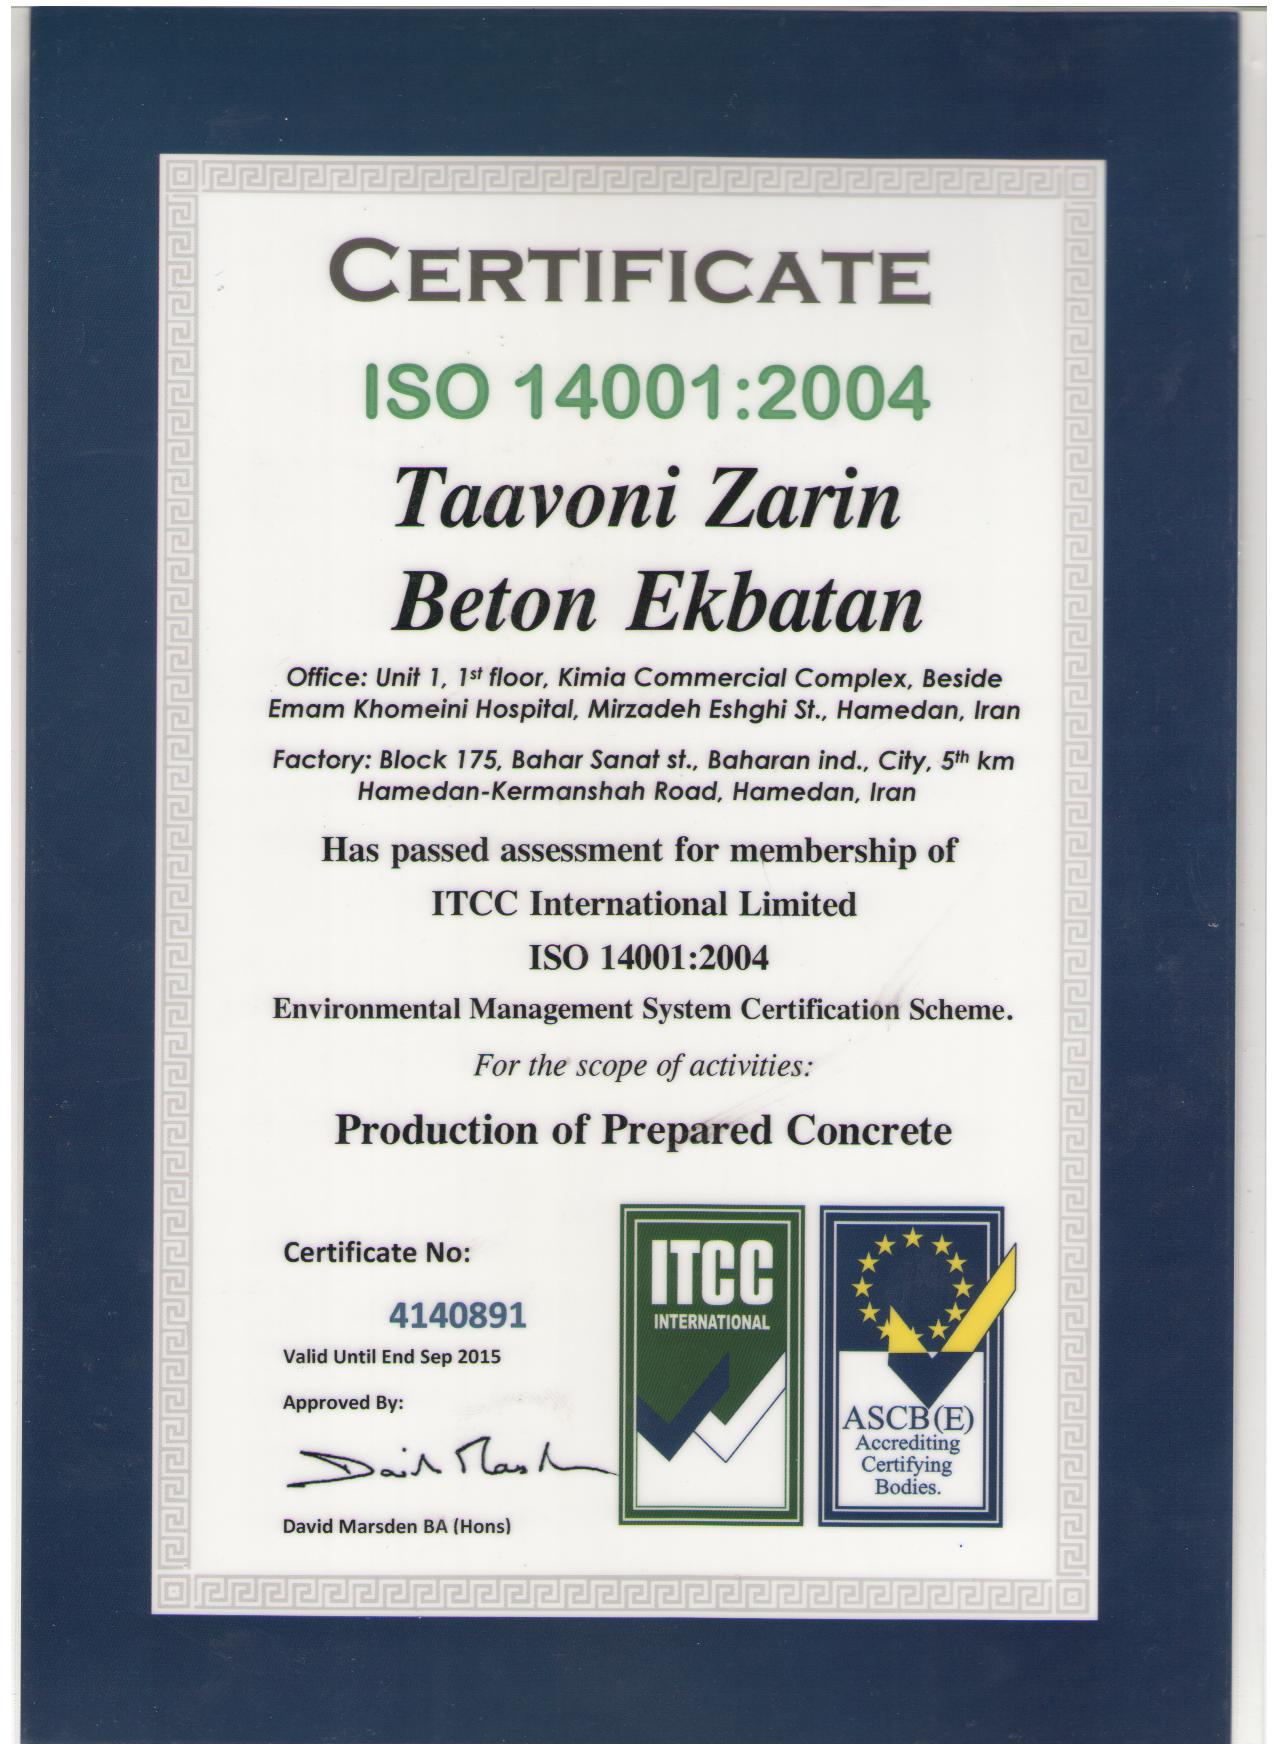 CERTIFICATE
ISO 14001:2004
Taavoni Zarin
Beton Ekbatan
Office: Unit 1, 1st floor, Kimia Commercial Complex, Beside
Emam Khomeini Hospital, Mirzadeh Eshghi St., Hamedan, Iran
Factory: Block 175, Bahar Sanat st., Baharan ind., City, 5th km
Hamedan-Kermanshah Road, Hamedan, Iran
Has passed assessment for membership of
ITCC International Limited
ISO 14001:2004
Environmental Management System Certification Scheme.
For the scope of activities:
Production of Prepared Concrete
Certificate No:
4140891
Valid Until End Sep 2015
Approved By:
David Marsden BA (Hons)
ITCC
INTERNATIONAL
ASCB(E)
Accrediting
Certifying
Bodies.